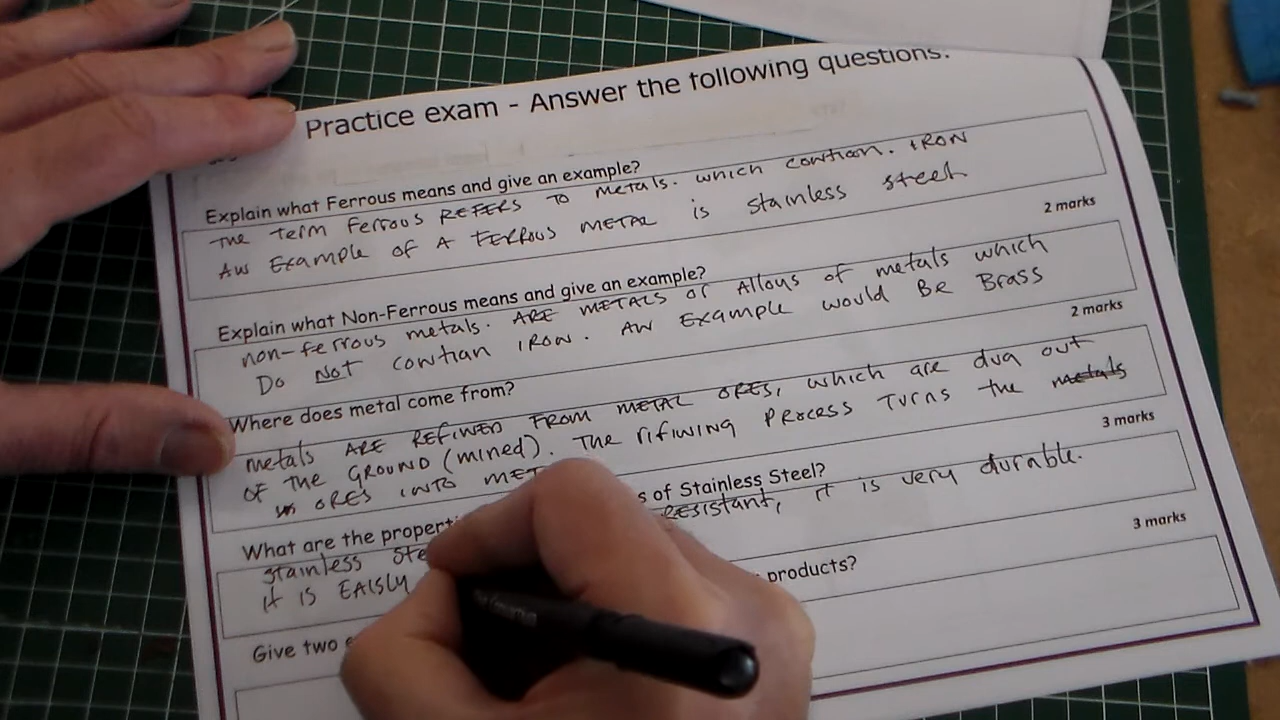 Practice exam - Answer the following questions.
Explain what Ferrous means and give an example?
THE TERM FERROUS REFERS TO METALS. WHICH CONTIAN. IRON
AN EXAMPLE OF A FERROUS METAL is stainless steel
2 marks
Explain what Non-Ferrous means and give an example?
non-ferrous metals. ARE METALS or Alloys of metals which
Do Not contian IRON. AN EXAMPLE would BE BRASS
2 marks
Where does metal come from?
metals ARE REFINED FROM METAL ORES, which are dug out
OF THE GROUND (mined). THE rifining PROCESS TURNS the metals
ORES INTO
3 marks
What are the s of Stainless Steel?
stainless RESISTANT, it is very durable.
it is EAISLY
3 marks
Give two products?